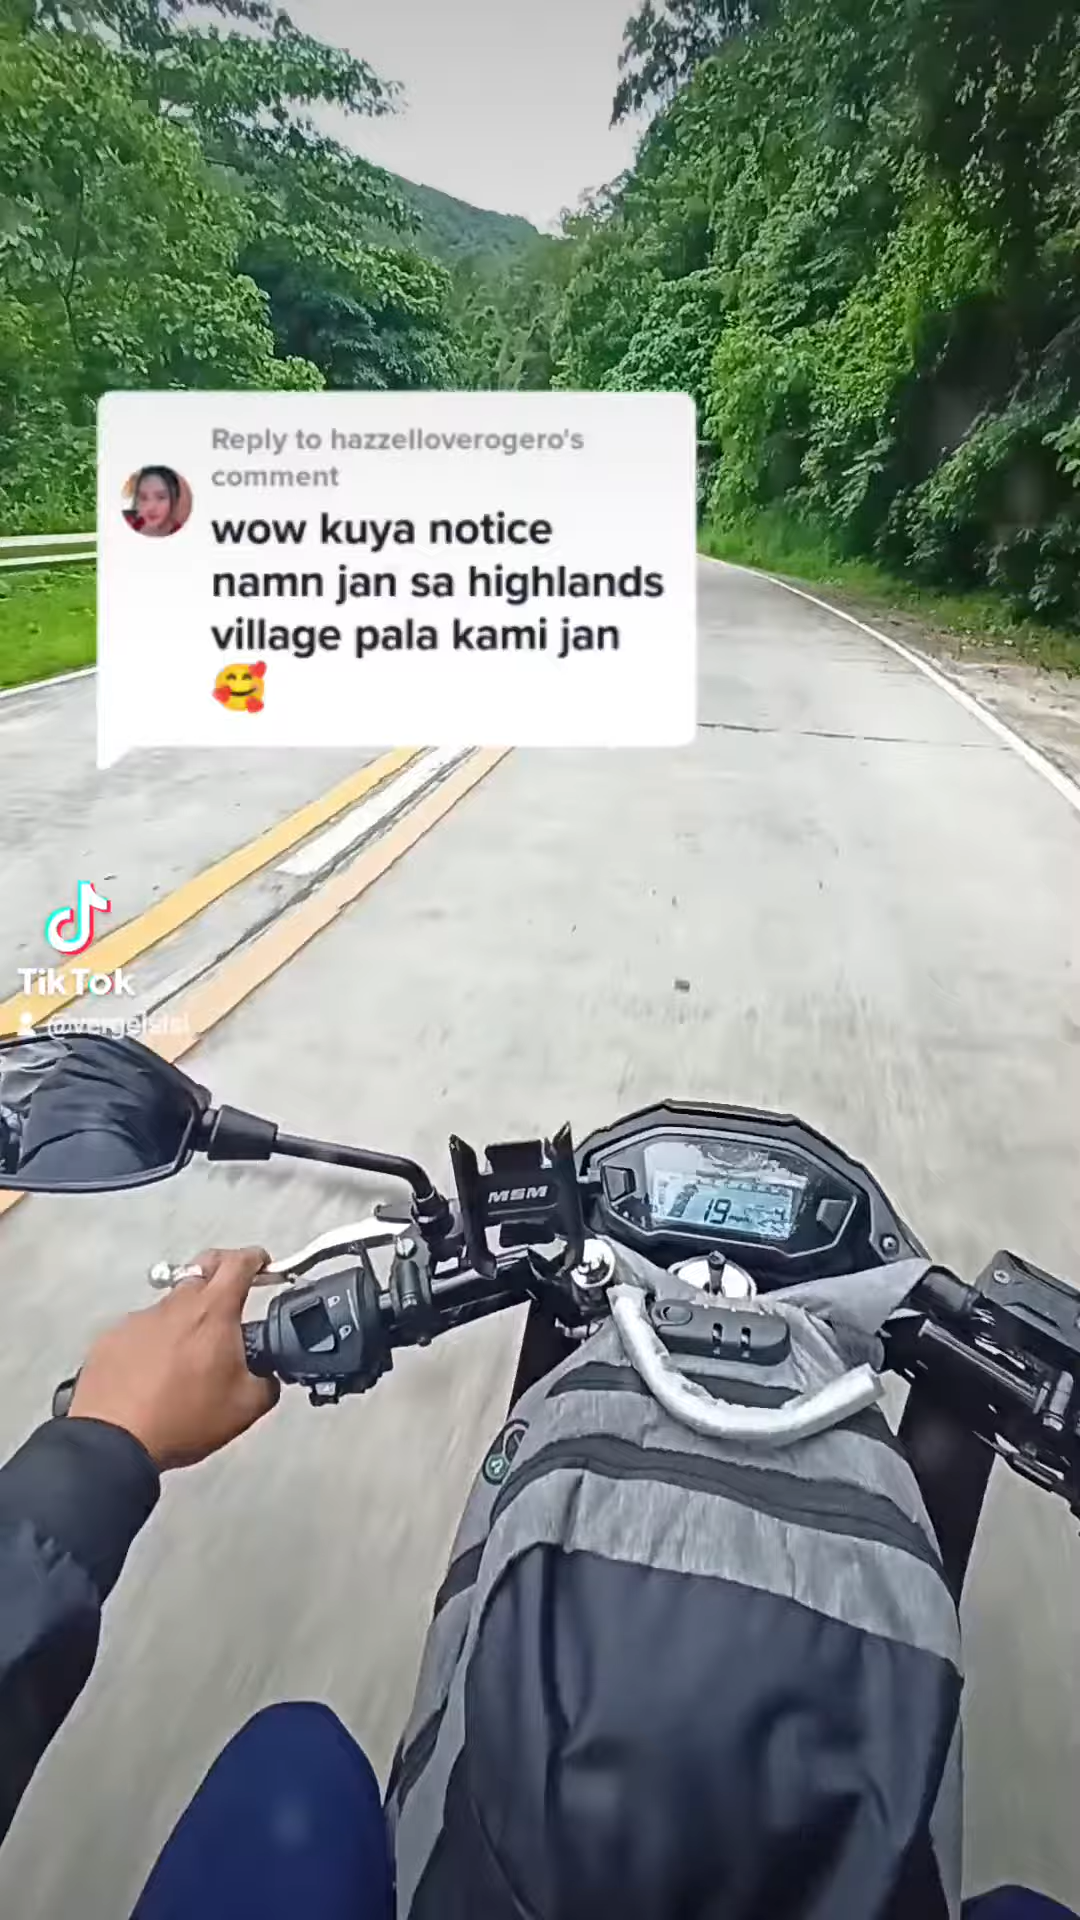 Reply to hazzelloverogero's
comment
wow kuya notice
namn jan sa highlands
village pala kami jan
🥰
TikTok
MSM
19